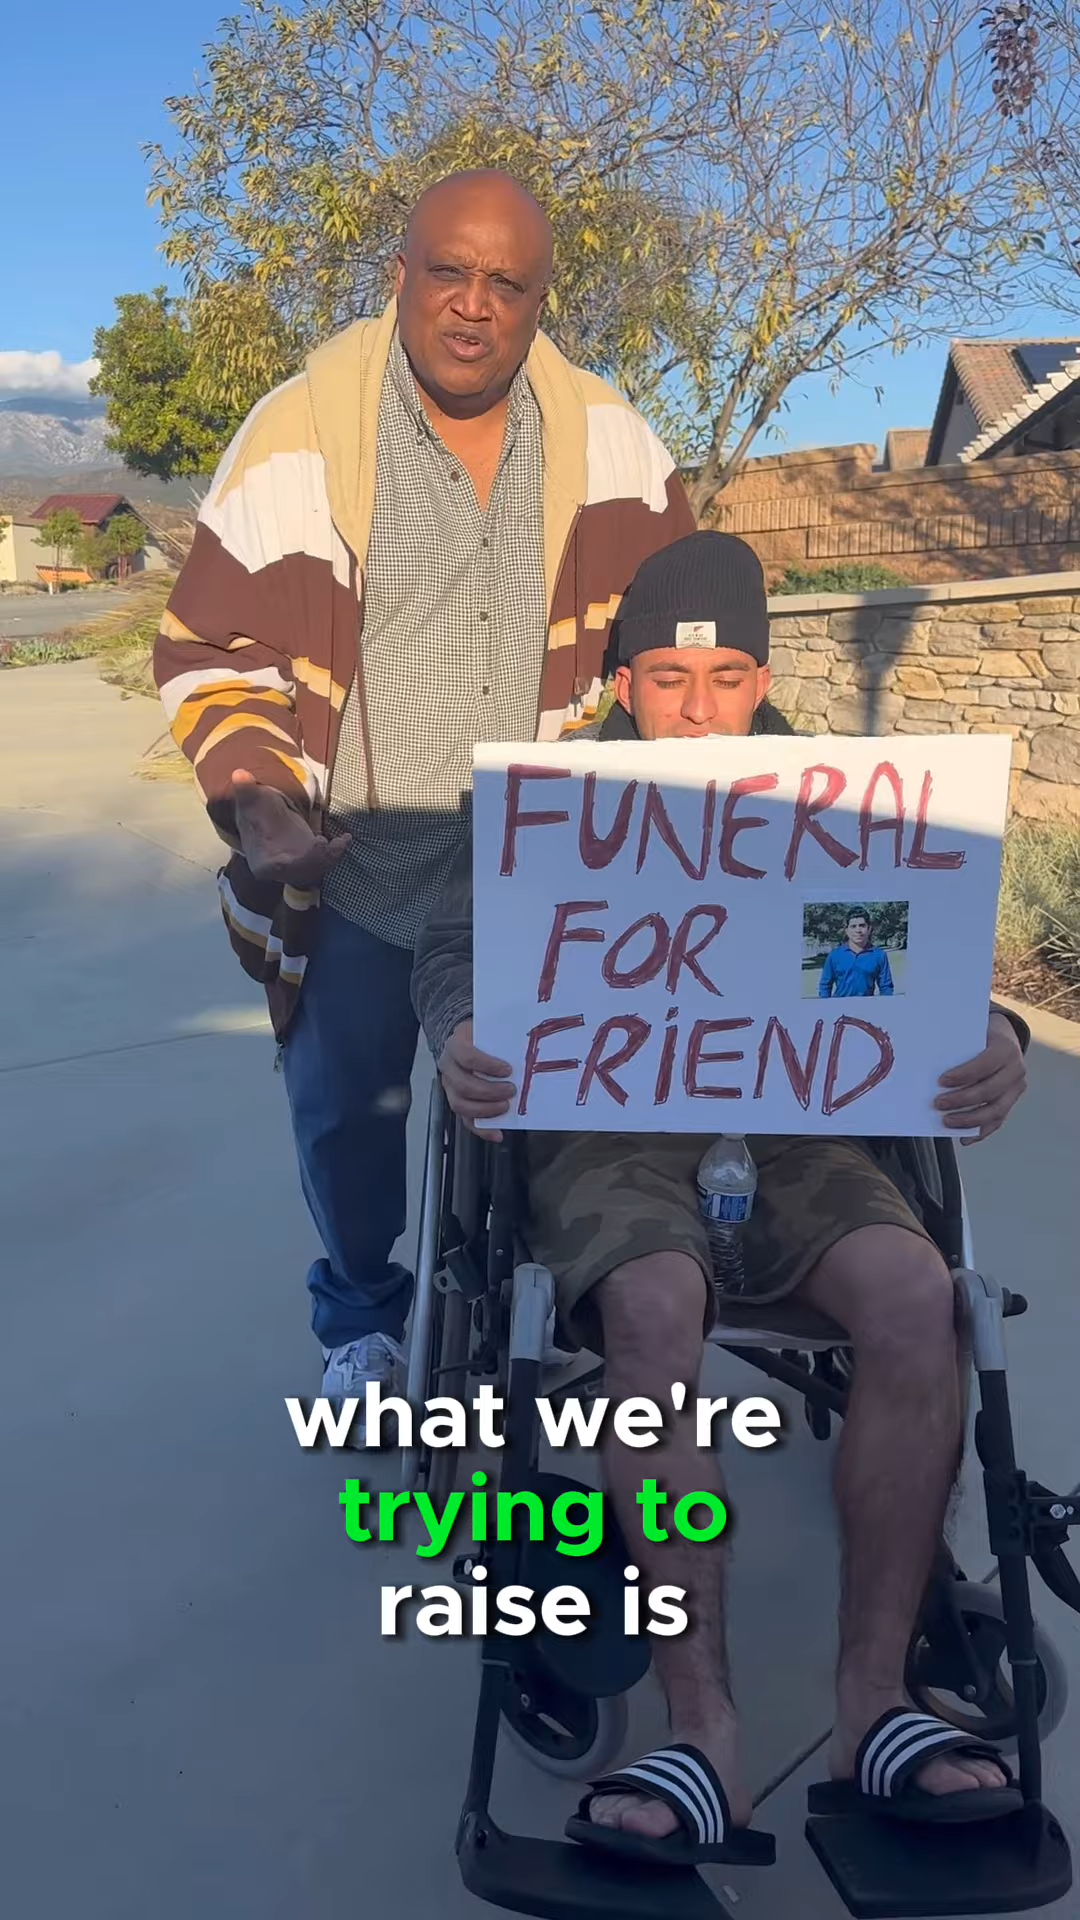 FUNERAL
FOR
FRiEND
what we're
trying to
raise is